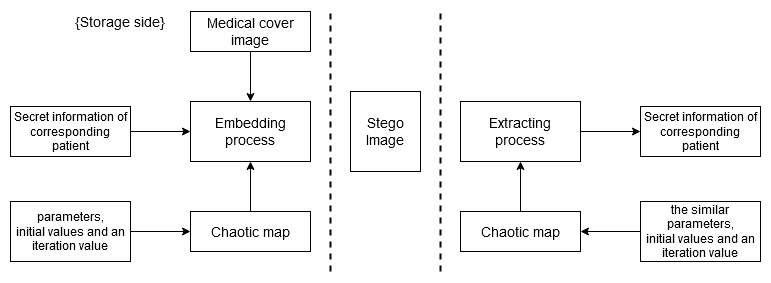 {Storage side}
Medical cover
image
Secret information of
corresponding
patient
Embedding
process
Stego
Image
Extracting
process
Secret information of
corresponding
patient
parameters,
initial values and an
iteration value
Chaotic map
Chaotic map
the similar
parameters,
initial values and an
iteration value